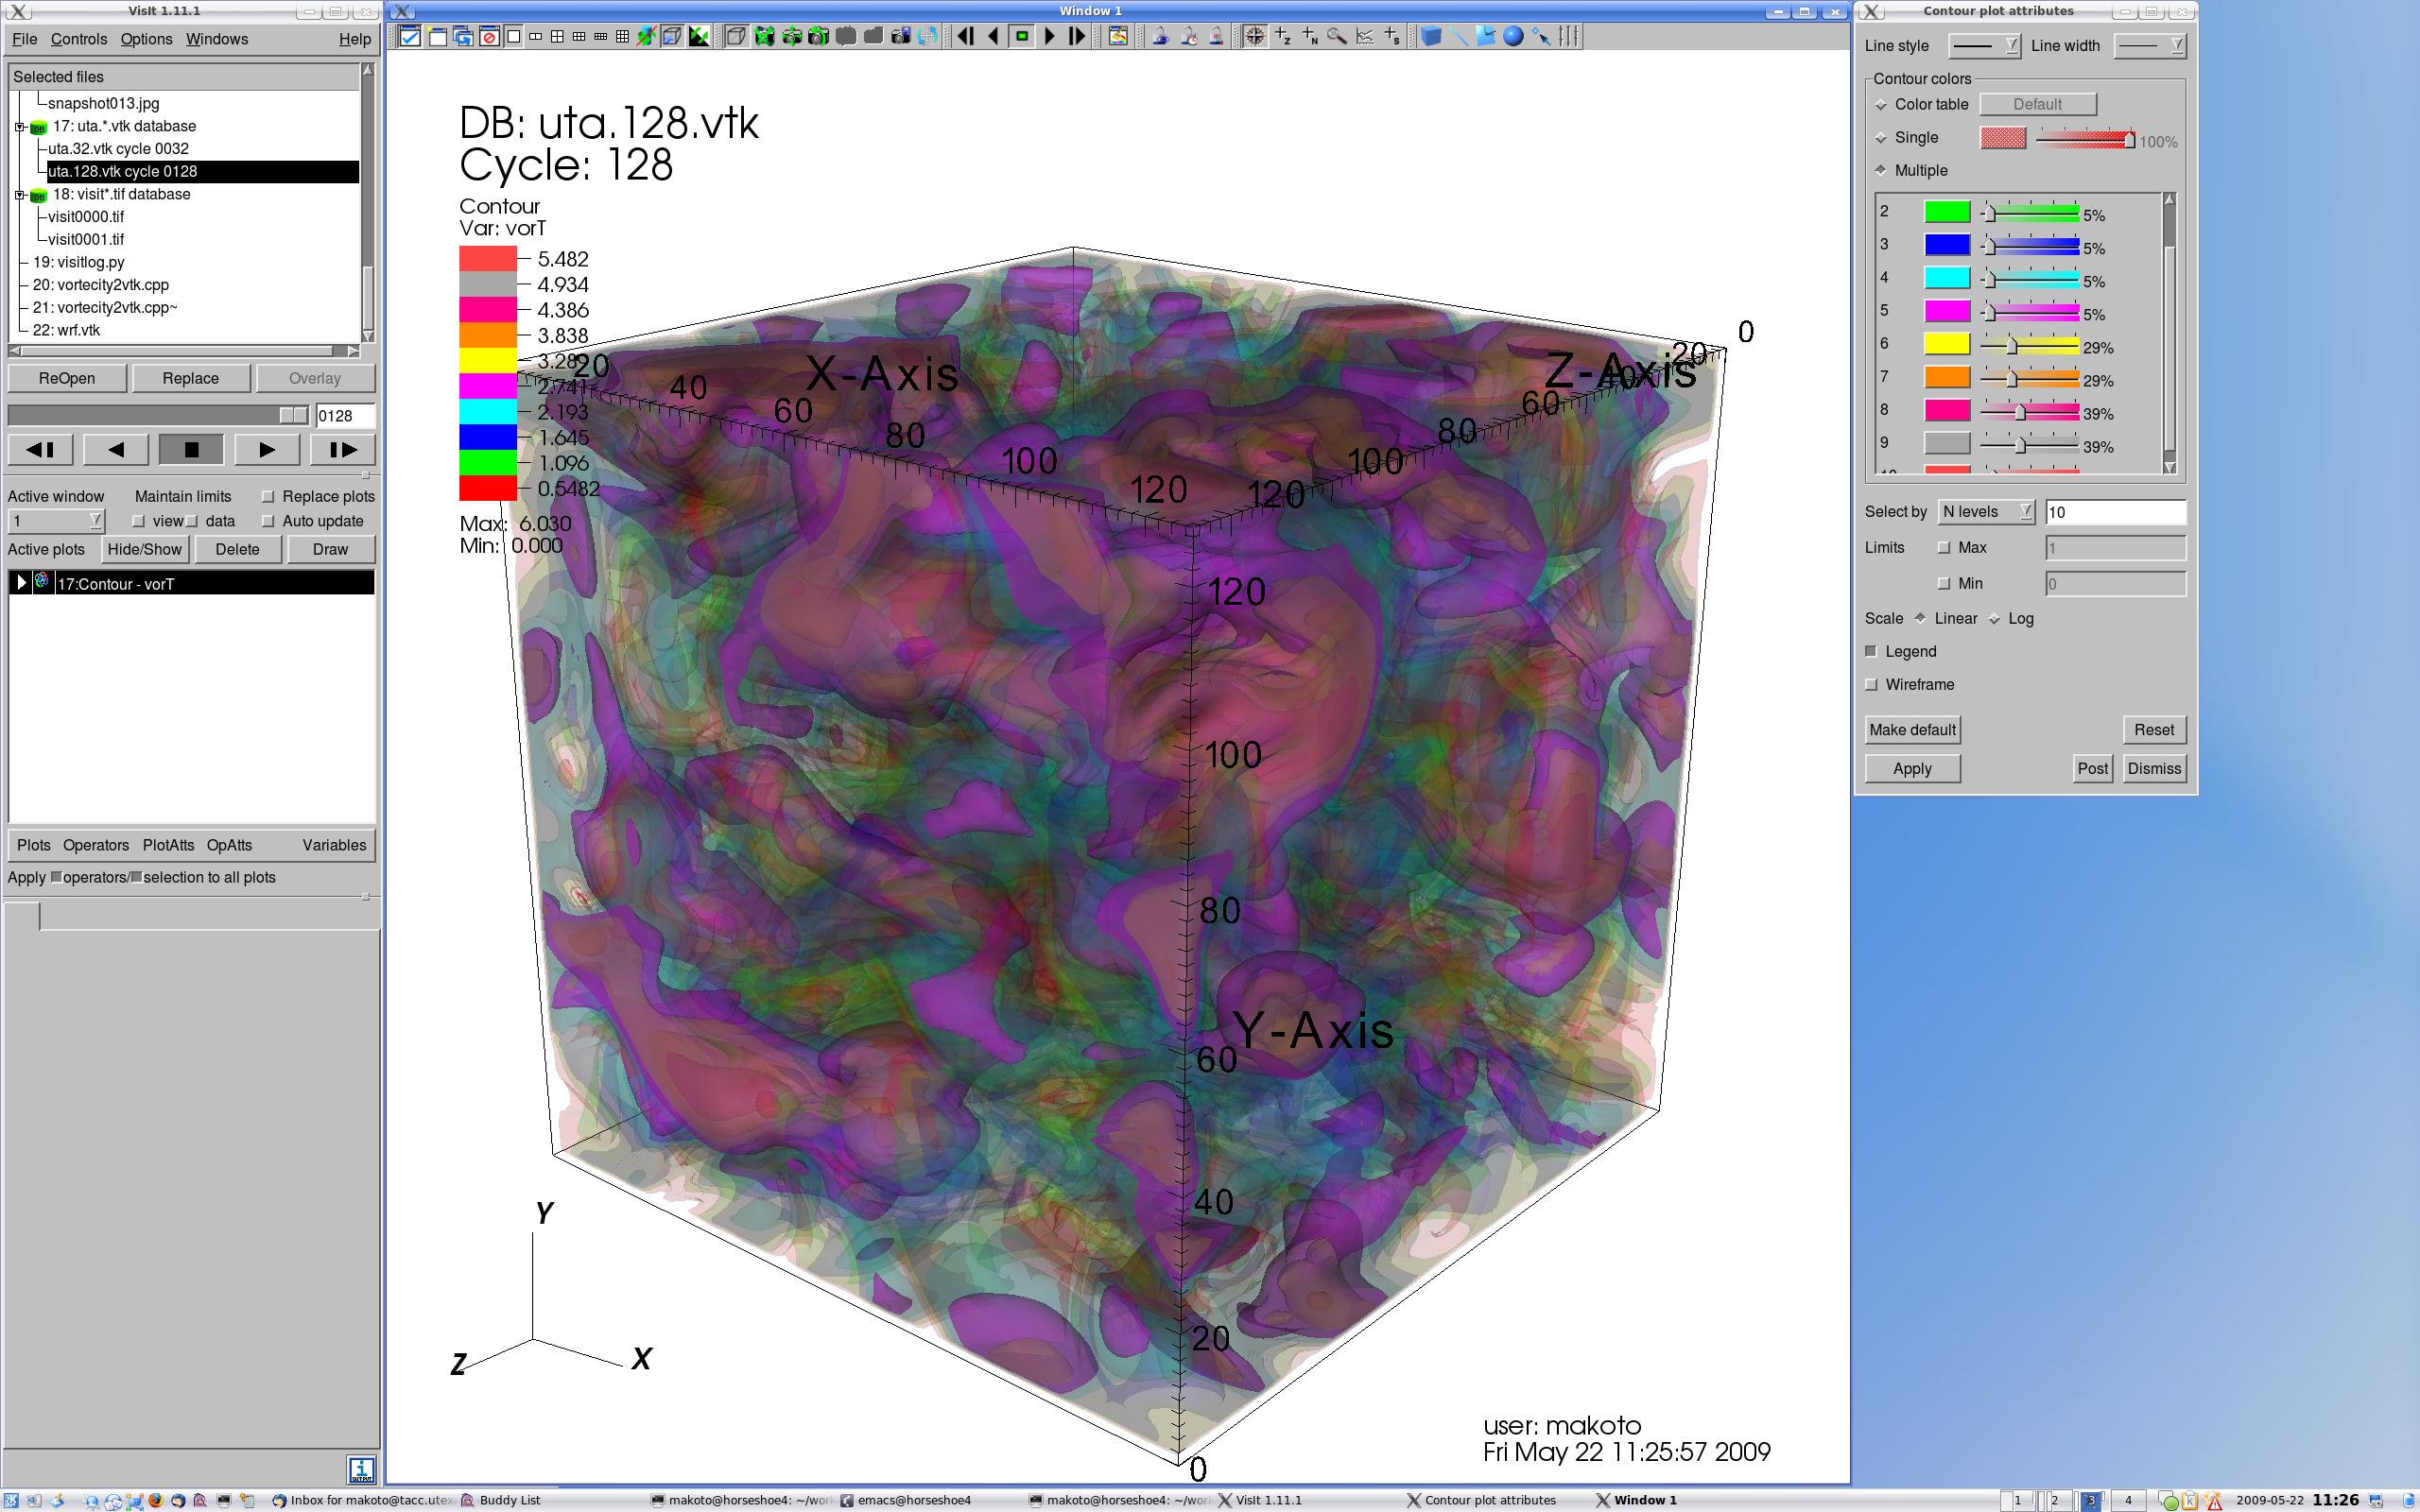 VisIt 1.11.1
File Controls Options Windows Help
Selected files
snapshot013.jpg
17: uta.*.vtk database
uta.32.vtk cycle 0032
uta.128.vtk cycle 0128
18: visit*.tif database
visit0000.tif
visit0001.tif
19: visitlog.py
20: vortecity2vtk.cpp
21: vortecity2vtk.cpp~
22: wrf.vtk
ReOpen Replace Overlay
0128
Active window Maintain limits Replace plots
1 view data Auto update
Active plots Hide/Show Delete Draw
17:Contour - vorT
Plots Operators PlotAtts OpAtts Variables
Apply operators/ selection to all plots
Window 1
DB: uta.128.vtk
Cycle: 128
Contour
Var: vorT
5.482
4.934
4.386
3.838
3.289
2.741
2.193
1.645
1.096
0.5482
Max: 6.030
Min: 0.000
X-Axis
20 40 60 80 100 120
Z-Axis
0 20 40 60 80 100 120
120
100
80
Y-Axis
60
40
20
0
Y
Z
X
user: makoto
Fri May 22 11:25:57 2009
Contour plot attributes
Line style Line width
Contour colors
Color table Default
Single 100%
Multiple
2 5%
3 5%
4 5%
5 5%
6 29%
7 29%
8 39%
9 39%
Select by N levels 10
Limits Max 1
Min 0
Scale Linear Log
Legend
Wireframe
Make default Reset
Apply Post Dismiss
Inbox for makoto@tacc.utex Buddy List makoto@horseshoe4: ~/wor emacs@horseshoe4 makoto@horseshoe4: ~/wor VisIt 1.11.1 Contour plot attributes Window 1 1 2 3 4 2009-05-22 11:26